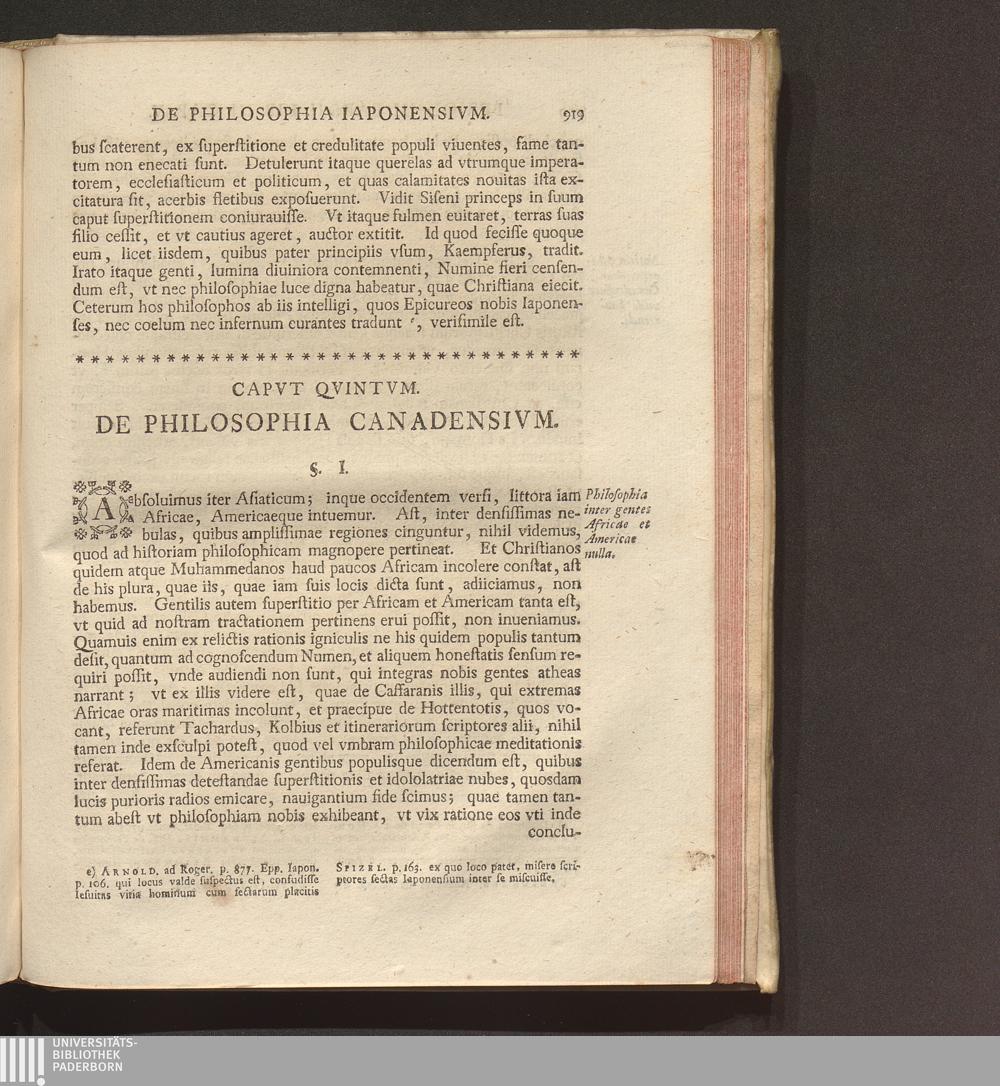 DE PHILOSOPHIA IAPONENSIVM. 919
bus ſcaterent, ex ſuperſtitione et credulitate populi viuentes, fame tan-
tum non enecati ſunt. Detulerunt itaque querelas ad vtrumque impera-
torem, eccleſiaſticum et politicum, et quas calamitates nouitas iſta ex-
citatura ſit, acerbis fletibus expoſuerunt. Vidit Siſeni princeps in ſuum
caput ſuperſtitionem coniurauiſſe. Vt itaque fulmen euitaret, terras ſuas
filio ceſſit, et vt cautius ageret, auctor extitit. Id quod feciſſe quoque
eum, licet iisdem, quibus pater principiis vſum, Kaempferus, tradit.
Irato itaque genti, lumina diuiniora contemnenti, Numine fieri cenſen-
dum eſt, vt nec philoſophiae luce digna habeatur, quae Chriſtiana eiecit.
Ceterum hos philoſophos ab iis intelligi, quos Epicureos nobis Iaponen-
ſes, nec coelum nec infernum curantes tradunt ᵉ, veriſimile eſt.
* * * * * * * * * * * * * * * * * * * * * * * * * * * * * * * * *
CAPVT QVINTVM.
DE PHILOSOPHIA CANADENSIVM.
§. I.
Abſoluimus iter Aſiaticum; inque occidentem verſi, littora iam
Africae, Americaeque intuemur. Aſt, inter denſiſſimas ne-
bulas, quibus ampliſſimae regiones cinguntur, nihil videmus,
quod ad hiſtoriam philoſophicam magnopere pertineat. Et Chriſtianos
quidem atque Muhammedanos haud paucos Africam incolere conſtat, aſt
de his plura, quae iis, quae iam ſuis locis dicta ſunt, adiiciamus, non
habemus. Gentilis autem ſuperſtitio per Africam et Americam tanta eſt,
vt quid ad noſtram tractationem pertinens erui poſſit, non inueniamus.
Quamuis enim ex relictis rationis igniculis ne his quidem populis tantum
deſit, quantum ad cognoſcendum Numen, et aliquem honeſtatis ſenſum re-
quiri poſſit, vnde audiendi non ſunt, qui integras nobis gentes atheas
narrant; vt ex illis videre eſt, quae de Caffaranis illis, qui extremas
Africae oras maritimas incolunt, et praecipue de Hottentotis, quos vo-
cant, referunt Tachardus, Kolbius et itinerariorum ſcriptores alii, nihil
tamen inde exſculpi poteſt, quod vel vmbram philoſophicae meditationis
referat. Idem de Americanis gentibus populisque dicendum eſt, quibus
inter denſiſſimas deteſtandae ſuperſtitionis et idololatriae nubes, quosdam
lucis purioris radios emicare, nauigantium fide ſcimus; quae tamen tan-
tum abeſt vt philoſophiam nobis exhibeant, vt vix ratione eos vti inde
conclu-
Philoſophia
inter gentes
Africae et
Americae
nulla.
e) ARNOLD. ad Roger. p. 877. Epp. Iapon.
p. 106. qui locus valde ſuſpectus eſt, confudiſſe
Ieſuitas vitia hominum cum ſectarum placitis
SPIZEL. p. 163. ex quo loco patet, miſere ſcri-
ptores ſectas Iaponenſium inter ſe miſcuiſſe.
UNIVERSITÄTS-
BIBLIOTHEK
PADERBORN